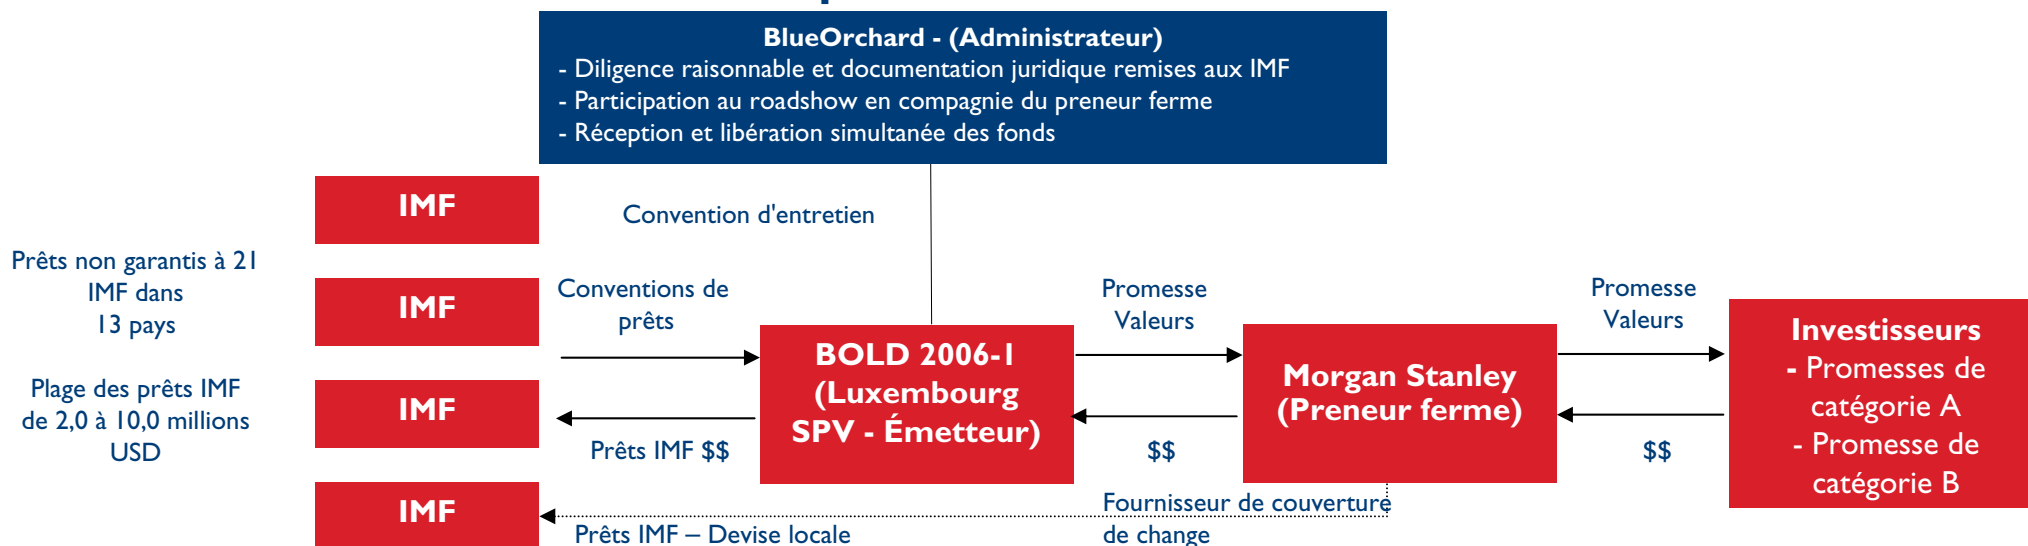 BlueOrchard - (Administrateur)
- Diligence raisonnable et documentation juridique remises aux IMF
- Participation au roadshow en compagnie du preneur ferme
- Réception et libération simultanée des fonds
IMF
Convention d'entretien
Prêts non garantis à 21
IMF dans
13 pays
IMF
Conventions de
prêts
Promesse
Valeurs
Promesse
Valeurs
Plage des prêts IMF
de 2,0 à 10,0 millions
USD
IMF
Prêts IMF $$
BOLD 2006-1
(Luxembourg
SPV - Émetteur)
$$
Morgan Stanley
(Preneur ferme)
$$
Investisseurs
- Promesses de
catégorie A
- Promesse de
catégorie B
IMF
Prêts IMF – Devise locale
Fournisseur de couverture
de change